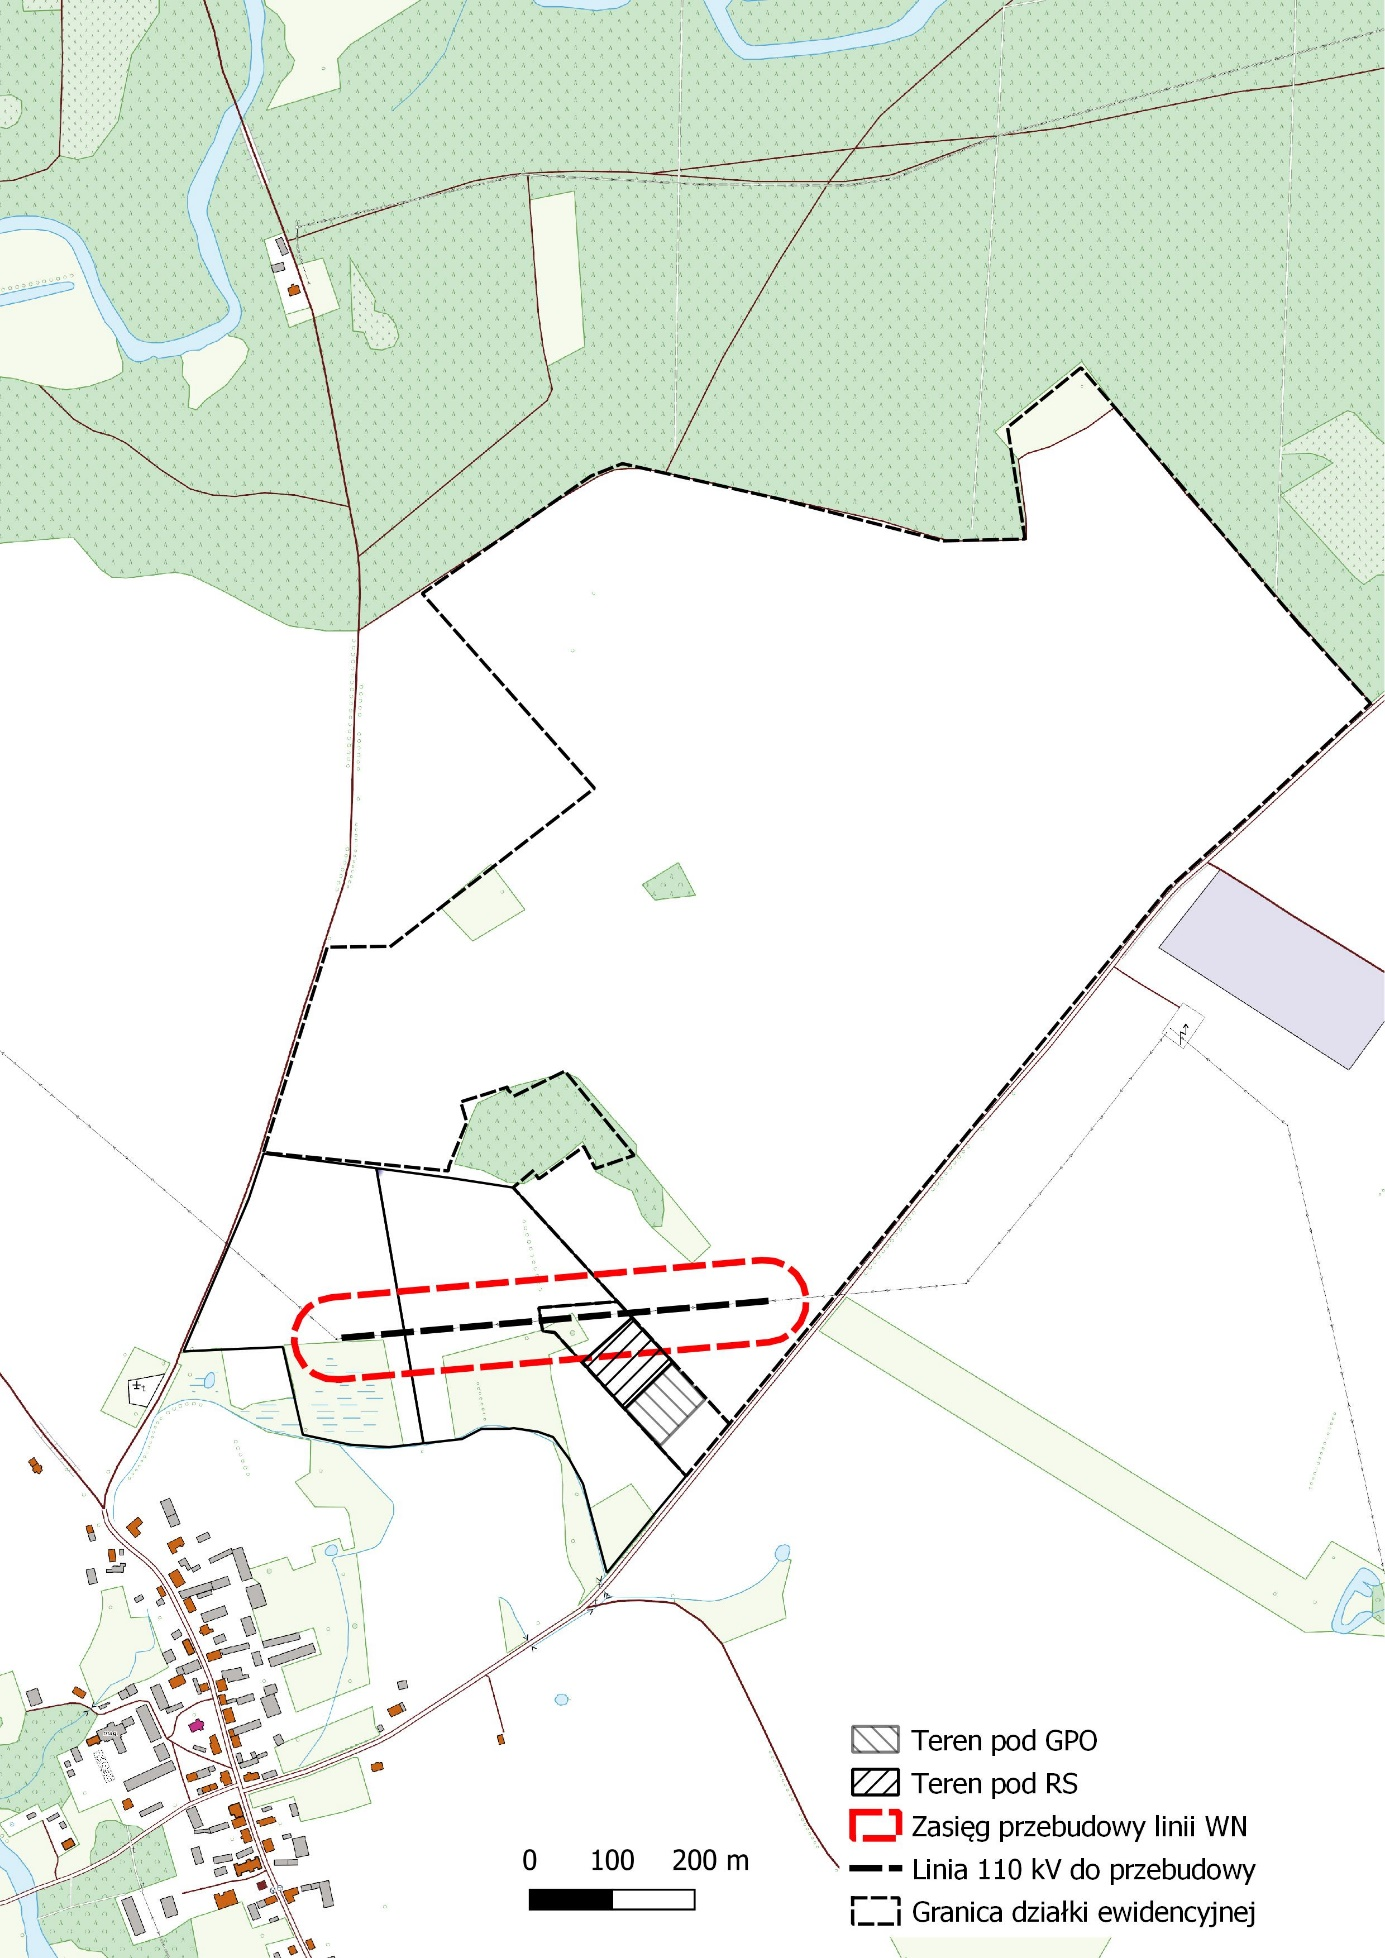 Teren pod GPO
Teren pod RS
Zasięg przebudowy linii WN
0 100 200 m
Linia 110 kV do przebudowy
Granica działki ewidencyjnej